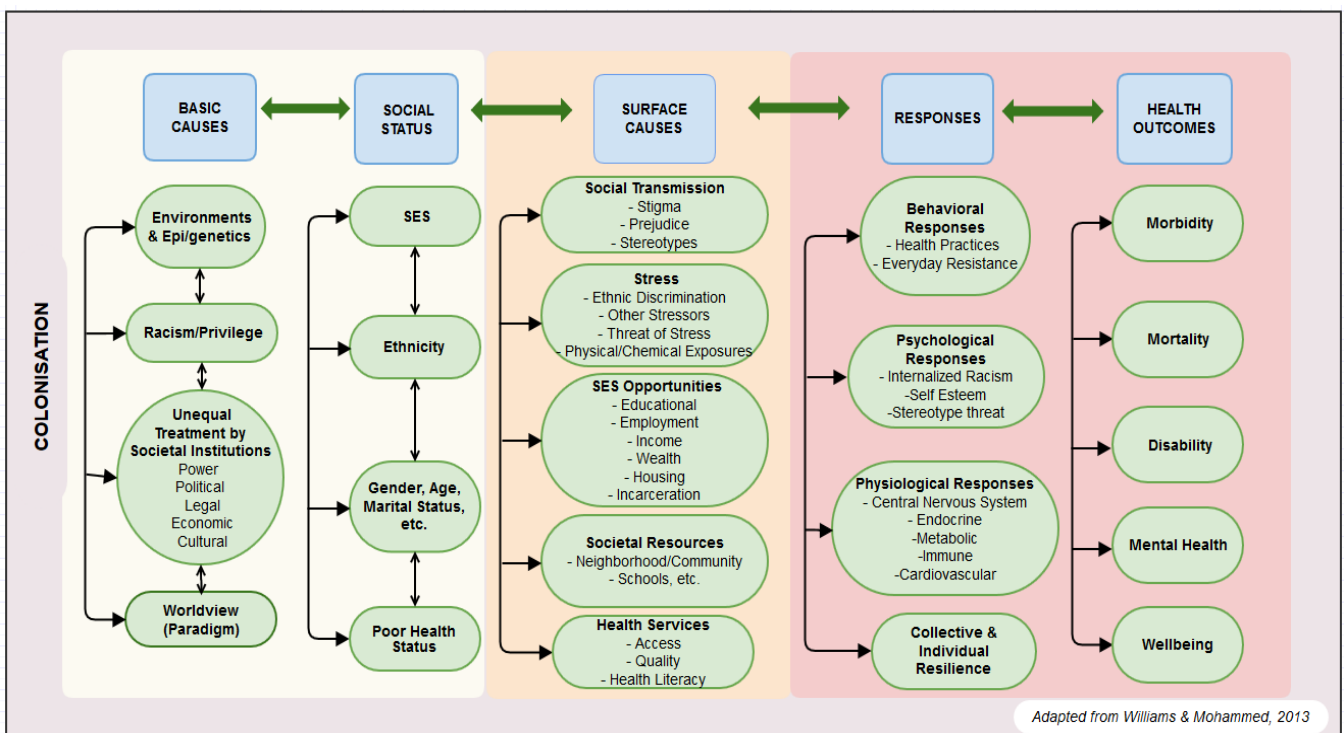 COLONISATION
BASIC
CAUSES
SOCIAL
STATUS
SURFACE
CAUSES
RESPONSES
HEALTH
OUTCOMES
Environments
& Epi/genetics
Racism/Privilege
Unequal
Treatment by
Societal Institutions
Power
Political
Legal
Economic
Cultural
Worldview
(Paradigm)
SES
Ethnicity
Gender, Age,
Marital Status,
etc.
Poor Health
Status
Social Transmission
- Stigma
- Prejudice
- Stereotypes
Stress
- Ethnic Discrimination
- Other Stressors
- Threat of Stress
- Physical/Chemical Exposures
SES Opportunities
- Educational
- Employment
- Income
- Wealth
- Housing
- Incarceration
Societal Resources
- Neighborhood/Community
- Schools, etc.
Health Services
- Access
- Quality
- Health Literacy
Behavioral
Responses
- Health Practices
- Everyday Resistance
Psychological
Responses
- Internalized Racism
-Self Esteem
-Stereotype threat
Physiological Responses
- Central Nervous System
- Endocrine
-Metabolic
- Immune
-Cardiovascular
Collective &
Individual
Resilience
Morbidity
Mortality
Disability
Mental Health
Wellbeing
Adapted from Williams & Mohammed, 2013